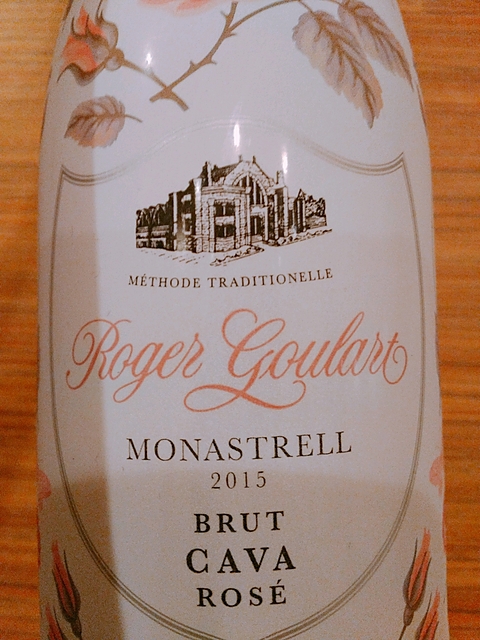 MÉTHODE TRADITIONELLE
Roger Goulart
MONASTRELL
2015
BRUT
CAVA
ROSÉ